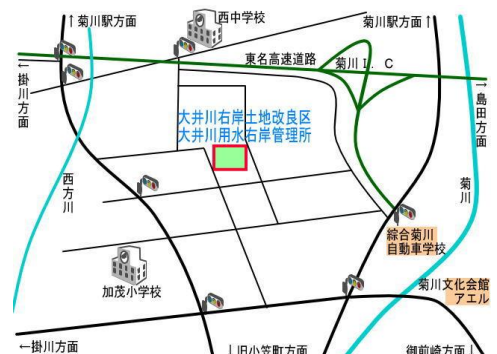 ↑菊川駅方面
西中学校
菊川駅方面↑
東名高速道路
菊川I．C
←掛川方面
→島田方面
大井川右岸土地改良区
大井川用水右岸管理所
西方川
菊川
綜合菊川
自動車学校
加茂小学校
菊川文化会館
アエル
←掛川方面
↓旧小笠町方面
御前崎方面↓